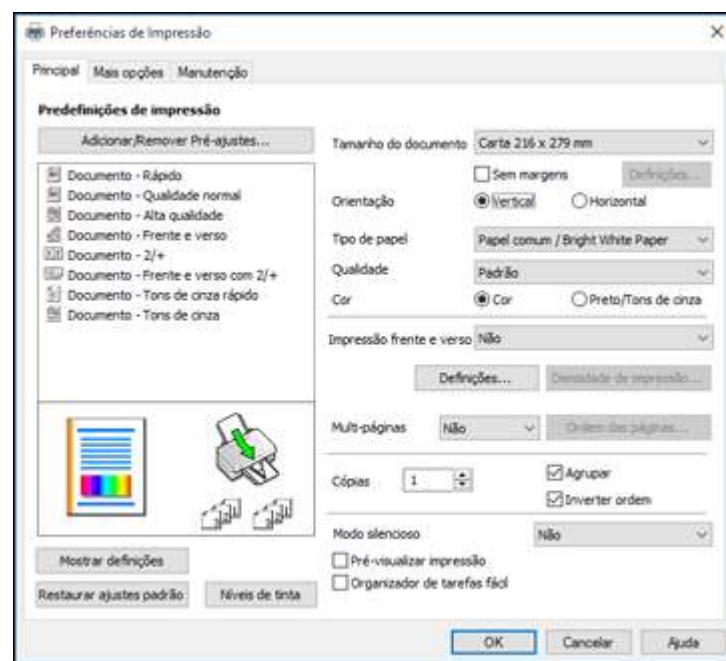 Preferências de Impressão
Principal Mais opções Manutenção
Predefinições de impressão
Adicionar/Remover Pré-ajustes...
Documento - Rápido
Documento - Qualidade normal
Documento - Alta qualidade
Documento - Frente e verso
Documento - 2/+
Documento - Frente e verso com 2/+
Documento - Tons de cinza rápido
Documento - Tons de cinza
Mostrar definições
Restaurar ajustes padrão Níveis de tinta
Tamanho do documento Carta 216 x 279 mm
Sem margens Definições...
Orientação Vertical Horizontal
Tipo de papel Papel comum / Bright White Paper
Qualidade Padrão
Cor Cor Preto/Tons de cinza
Impressão frente e verso Não
Definições... Densidade de impressão...
Multi-páginas Não Ordem das páginas...
Cópias 1 Agrupar
Inverter ordem
Modo silencioso Não
Pré-visualizar impressão
Organizador de tarefas fácil
OK Cancelar Ajuda